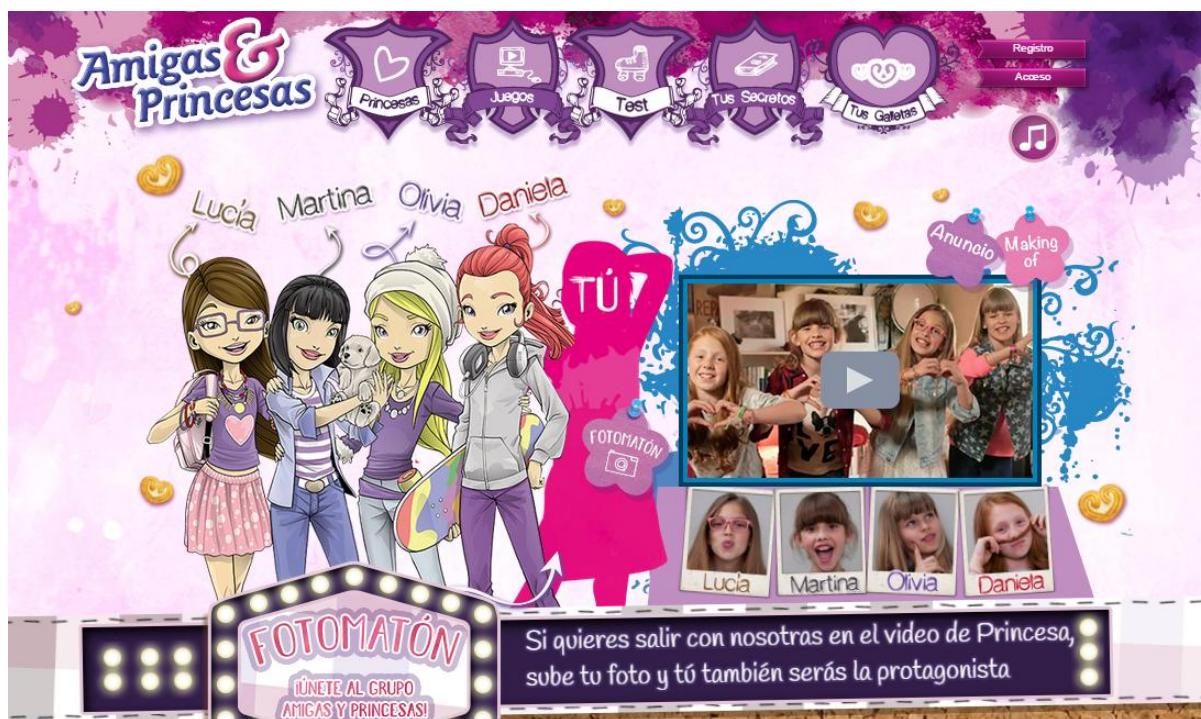 Amigas &
Princesas
Princesas
Juegos
Test
Tus Secretos
Tus Galletas
Registro
Acceso
Lucía
Martina
Olivia
Daniela
TÚ
Anuncio
Making
of
FOTOMATÓN
Lucía
Martina
Olivia
Daniela
FOTOMATÓN
¡ÚNETE AL GRUPO
AMIGAS Y PRINCESAS!
Si quieres salir con nosotras en el video de Princesa,
sube tu foto y tú también serás la protagonista